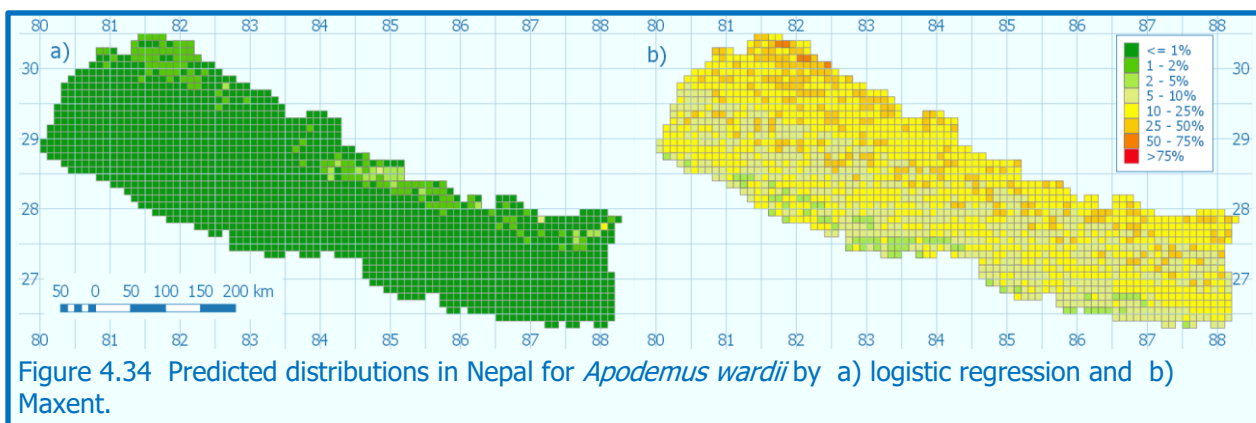 80 81 82 83 84 85 86 87 88 80 81 82 83 84 85 86 87 88
a)
b)
<= 1%
1 - 2%
2 - 5%
5 - 10%
10 - 25%
25 - 50%
50 - 75%
>75%
30 30
29 29
28 28
27 27
50 0 50 100 150 200 km
80 81 82 83 84 85 86 87 88 80 81 82 83 84 85 86 87 88
Figure 4.34 Predicted distributions in Nepal for Apodemus wardii by a) logistic regression and b)
Maxent.